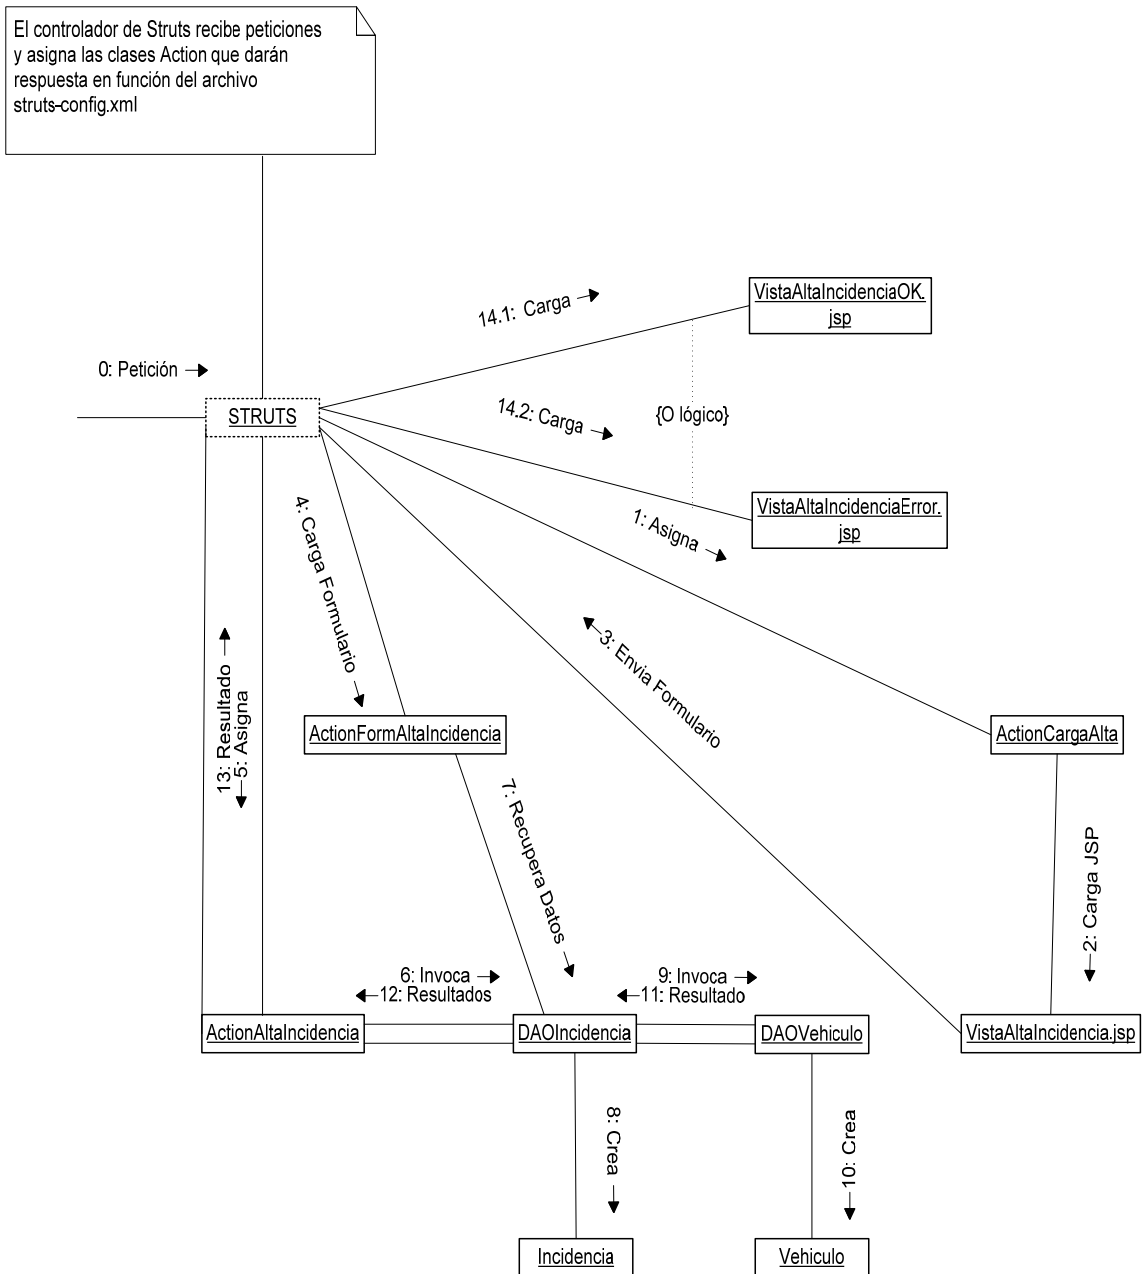 El controlador de Struts recibe peticiones
y asigna las clases Action que darán
respuesta en función del archivo
struts-config.xml
VistaAltaIncidenciaOK.
jsp
14.1: Carga
0: Petición
STRUTS
14.2: Carga
{O lógico}
VistaAltaIncidenciaError.
jsp
1: Asigna
4: Carga Formulario
3: Envia Formulario
13: Resultado
5: Asigna
ActionFormAltaIncidencia
ActionCargaAlta
7: Recupera Datos
2: Carga JSP
6: Invoca
12: Resultados
9: Invoca
11: Resultado
ActionAltaIncidencia
DAOIncidencia
DAOVehiculo
VistaAltaIncidencia.jsp
8: Crea
10: Crea
Incidencia
Vehiculo